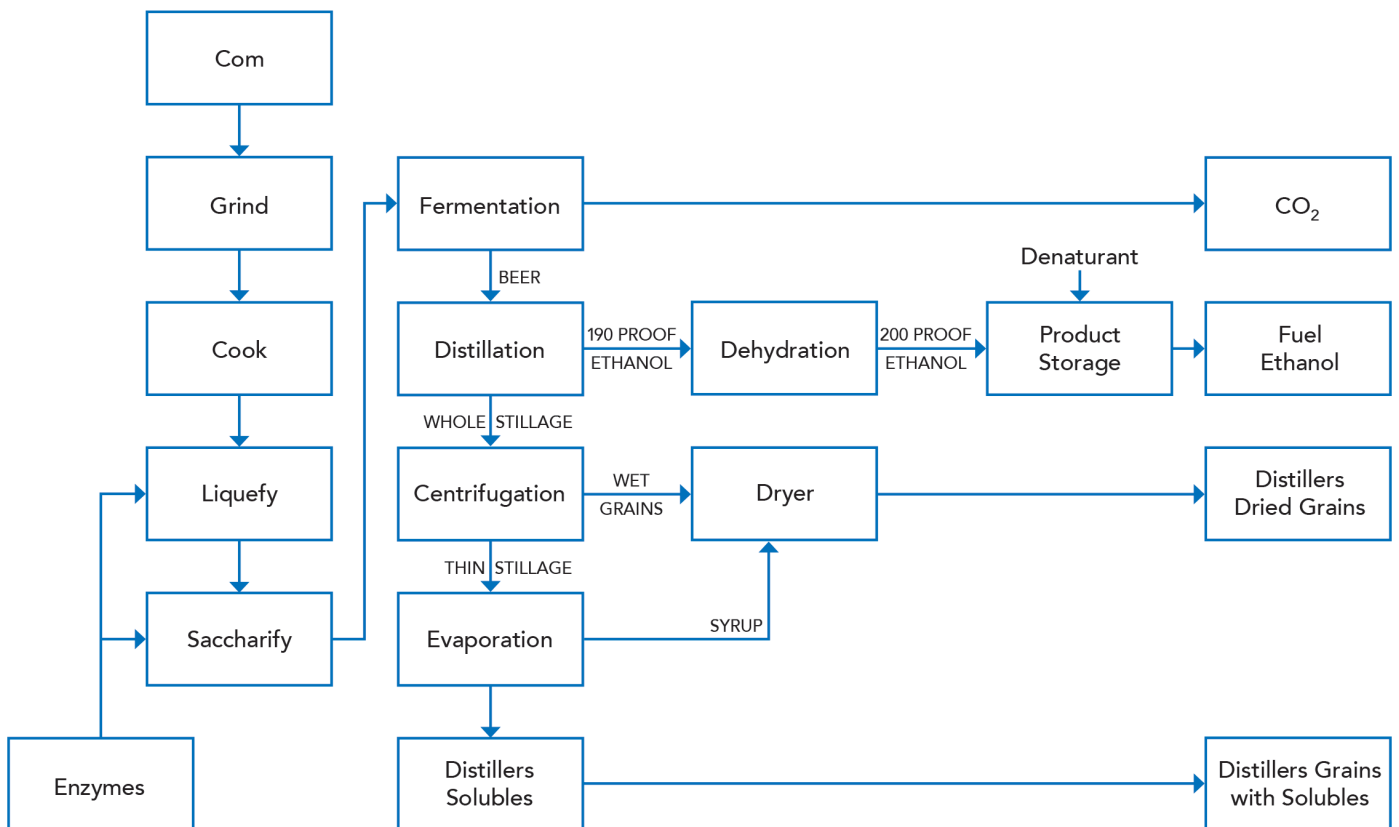 Com
Grind
Fermentation
CO₂
Denaturant
BEER
Cook
Distillation
190 PROOF
ETHANOL
Dehydration
200 PROOF
ETHANOL
Product
Storage
Fuel
Ethanol
WHOLE STILLAGE
Liquefy
Centrifugation
WET
GRAINS
Dryer
Distillers
Dried Grains
THIN STILLAGE
Saccharify
Evaporation
SYRUP
Enzymes
Distillers
Solubles
Distillers Grains
with Solubles